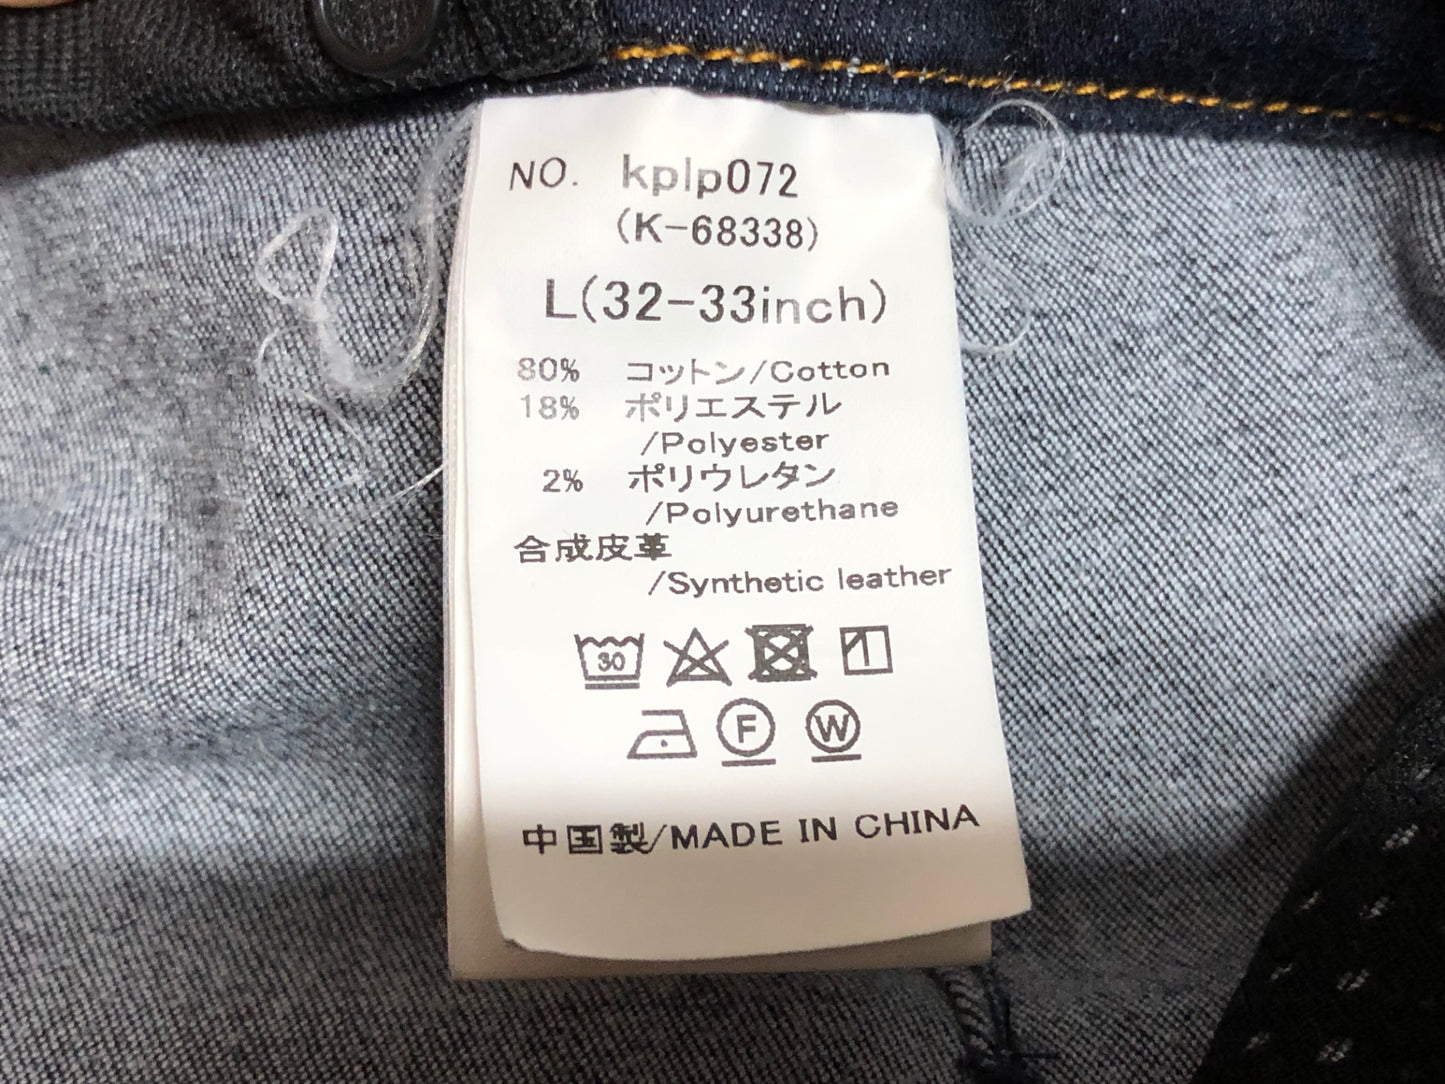 NO. kplp072
(K-68338)
L(32-33inch)
80% コットン/Cotton
18% ポリエステル
/Polyester
2% ポリウレタン
/Polyurethane
合成皮革
/Synthetic leather
30
F W
中国製/MADE IN CHINA